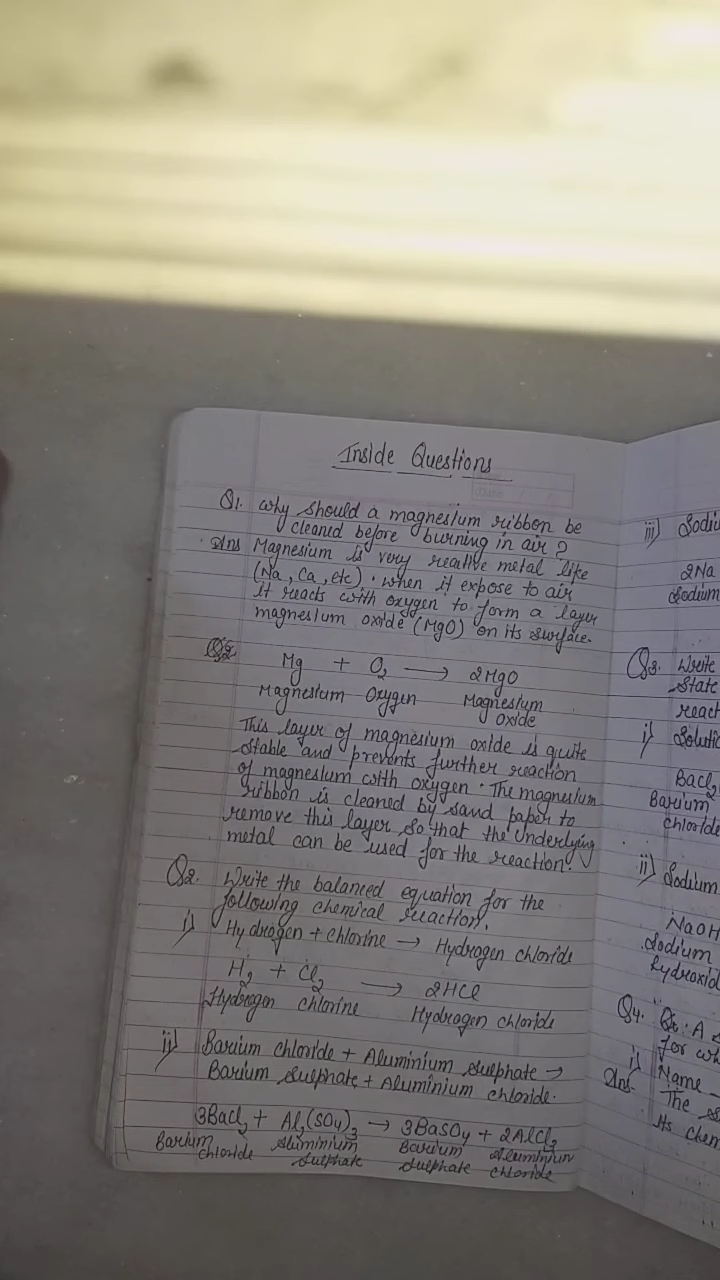 Inside Questions
Q1. Why should a magnesium ribbon be
cleaned before burning in air?
Ans Magnesium is very reactive metal like
(Na, Ca, etc). when it expose to air
it reacts with oxygen to form a layer
magnesium oxide (MgO) on its surface.
Mg + O₂ → 2MgO
Magnesium Oxygen Magnesium
oxide
This layer of magnesium oxide is quite
stable and prevents further reaction
of magnesium with oxygen. The magnesium
ribbon is cleaned by sand paper to
remove this layer so that the underlying
metal can be used for the reaction.
Q2. Write the balanced equation for the
following chemical reaction.
i) Hydrogen + chlorine → Hydrogen chloride
H₂ + Cl₂ → 2HCl
Hydrogen chlorine Hydrogen chloride
ii) Barium chloride + Aluminium sulphate →
Barium sulphate + Aluminium chloride.
3BaCl₂ + Al₂(SO₄)₃ → 3BaSO₄ + 2AlCl₃
Barium Aluminium Barium Aluminium
chloride sulphate sulphate chloride
iii) Sodiu
2Na
Sodium
Q3. Write
state
react
i) Soluti
BaCl₂
Barium
chloride
ii) Sodium
NaOH
Sodium
hydroxid
Q4. A
for wh
i) Name
Ans The
Its chem